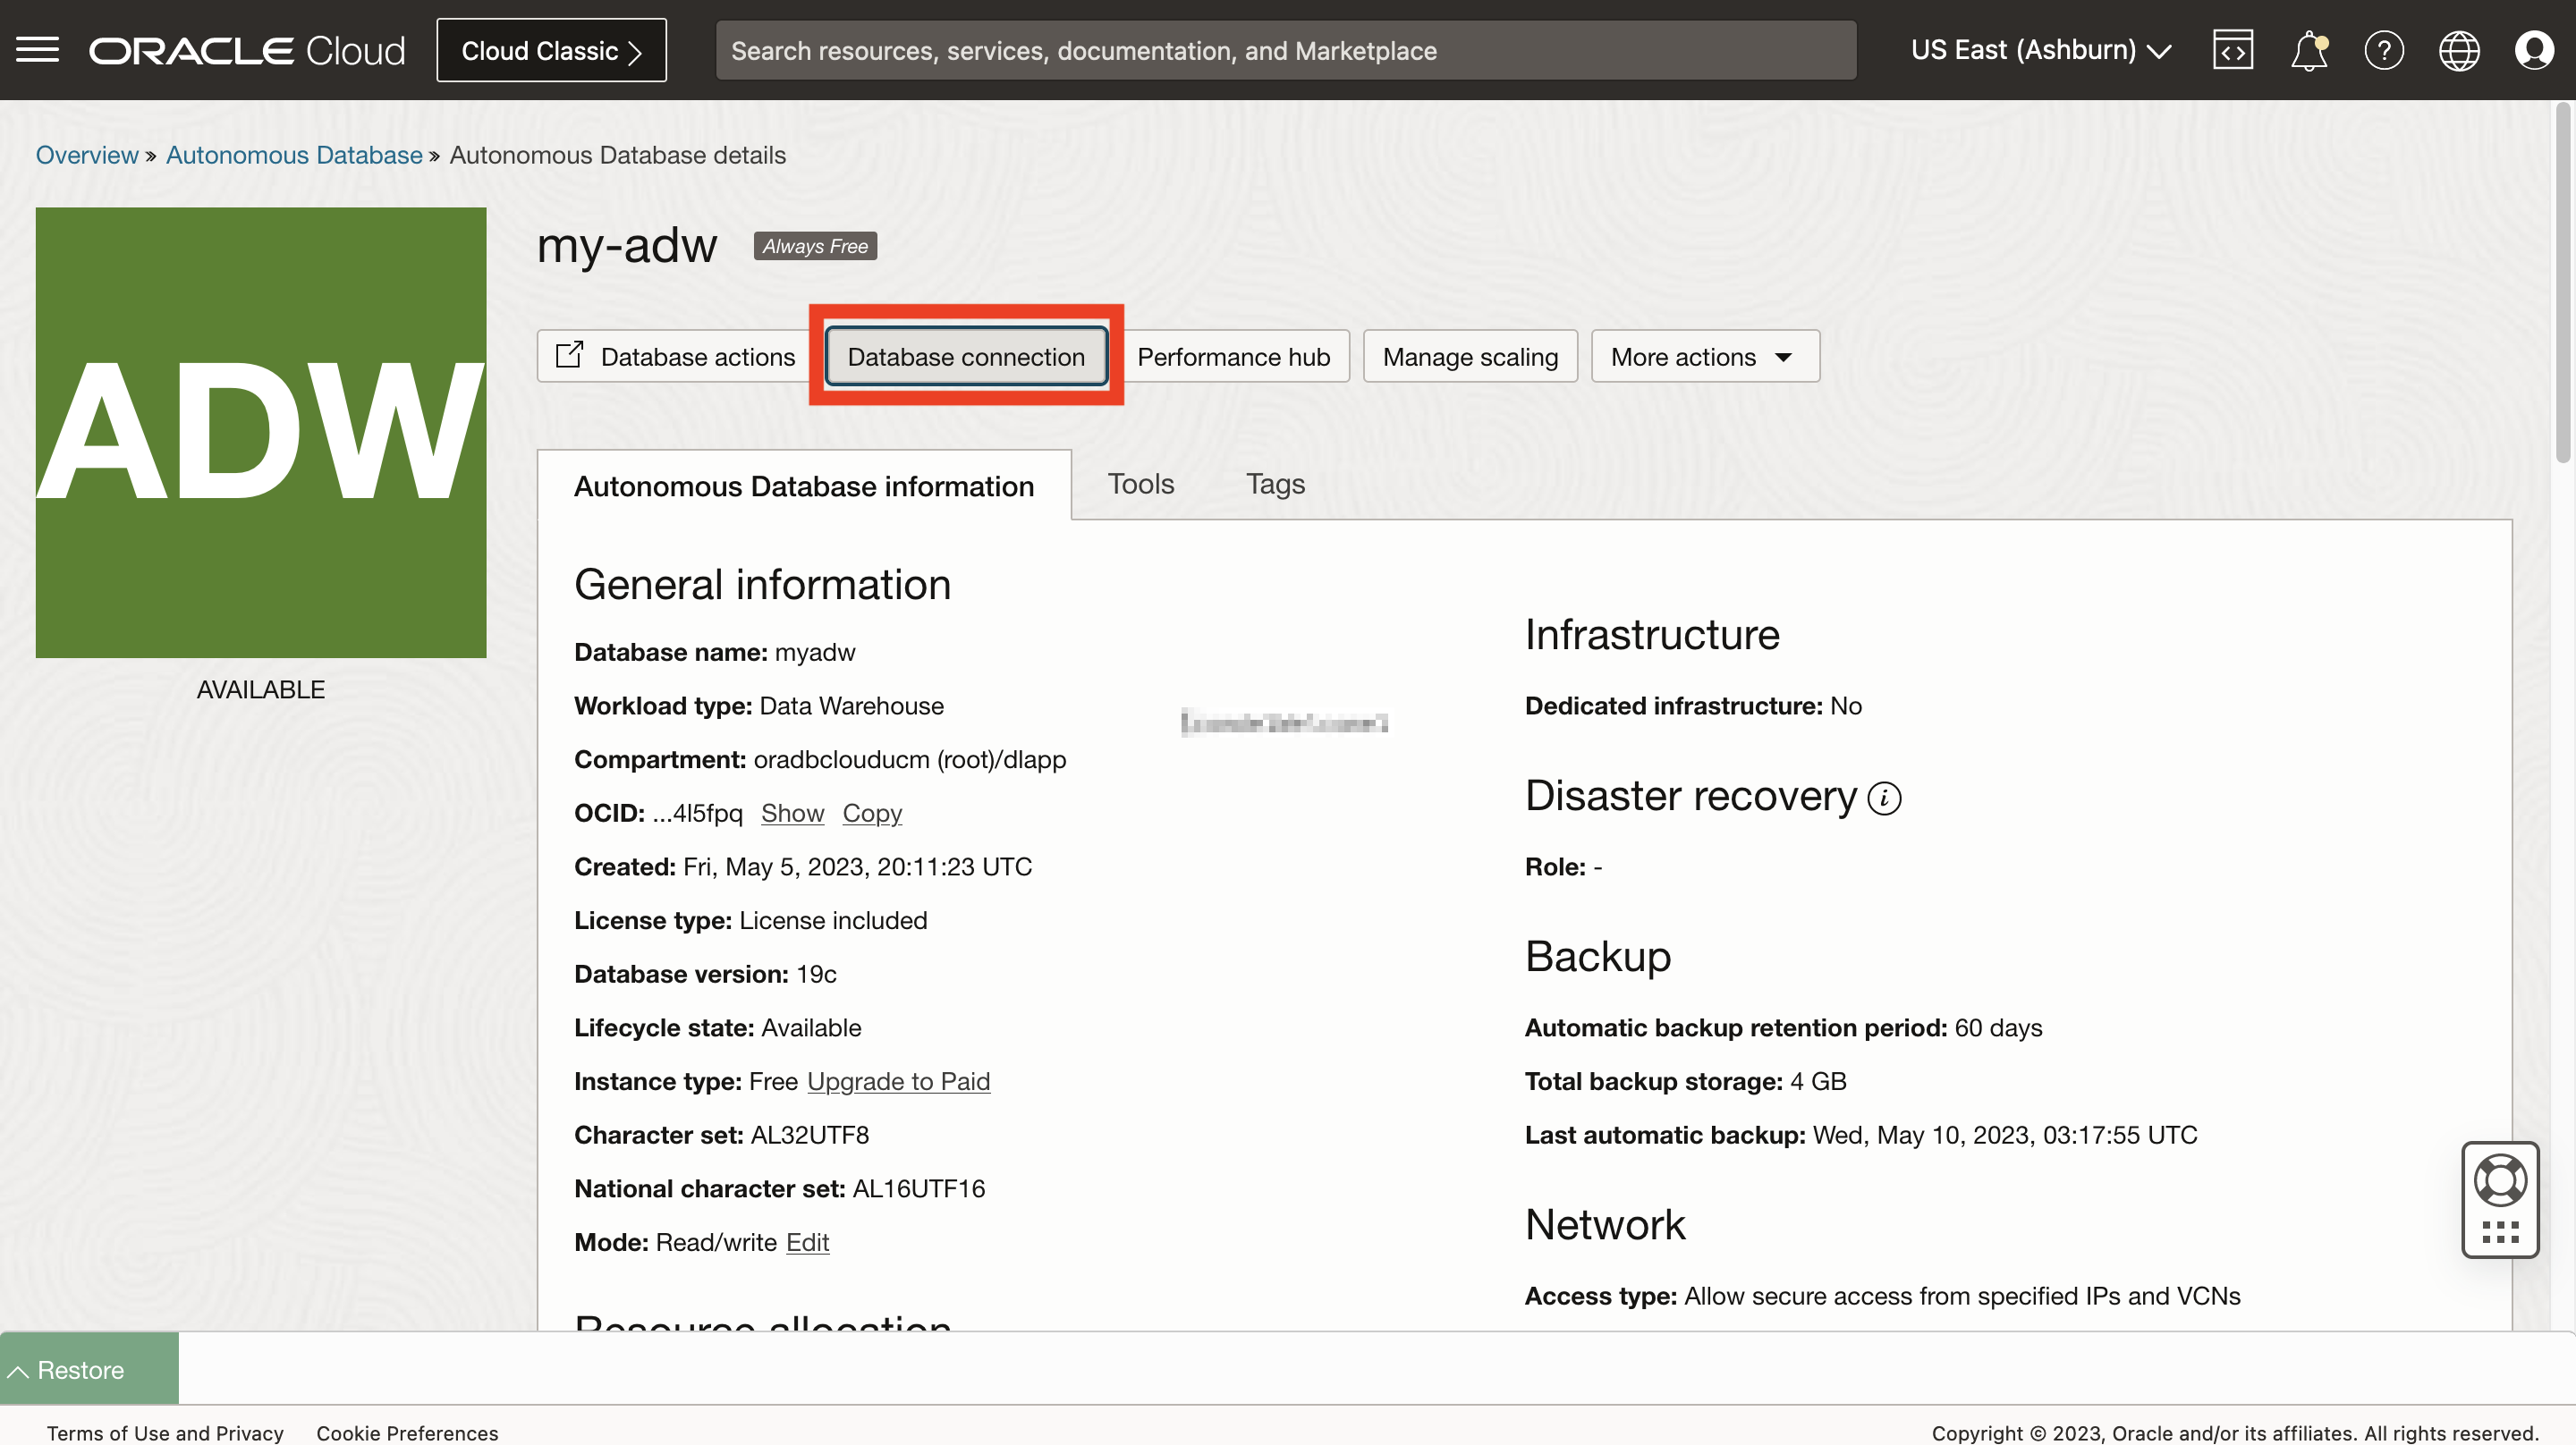 ORACLE Cloud
Cloud Classic
Search resources, services, documentation, and Marketplace
US East (Ashburn)
Overview » Autonomous Database » Autonomous Database details
ADW
AVAILABLE
my-adw
Always Free
Database actions
Database connection
Performance hub
Manage scaling
More actions
Autonomous Database information
Tools
Tags
General information
Database name: myadw
Workload type: Data Warehouse
Compartment: oradbclouducm (root)/dlapp
OCID: ...4l5fpq Show Copy
Created: Fri, May 5, 2023, 20:11:23 UTC
License type: License included
Database version: 19c
Lifecycle state: Available
Instance type: Free Upgrade to Paid
Character set: AL32UTF8
National character set: AL16UTF16
Mode: Read/write Edit
Resource allocation
Infrastructure
Dedicated infrastructure: No
Disaster recovery
Role: -
Backup
Automatic backup retention period: 60 days
Total backup storage: 4 GB
Last automatic backup: Wed, May 10, 2023, 03:17:55 UTC
Network
Access type: Allow secure access from specified IPs and VCNs
Restore
Terms of Use and Privacy
Cookie Preferences
Copyright © 2023, Oracle and/or its affiliates. All rights reserved.